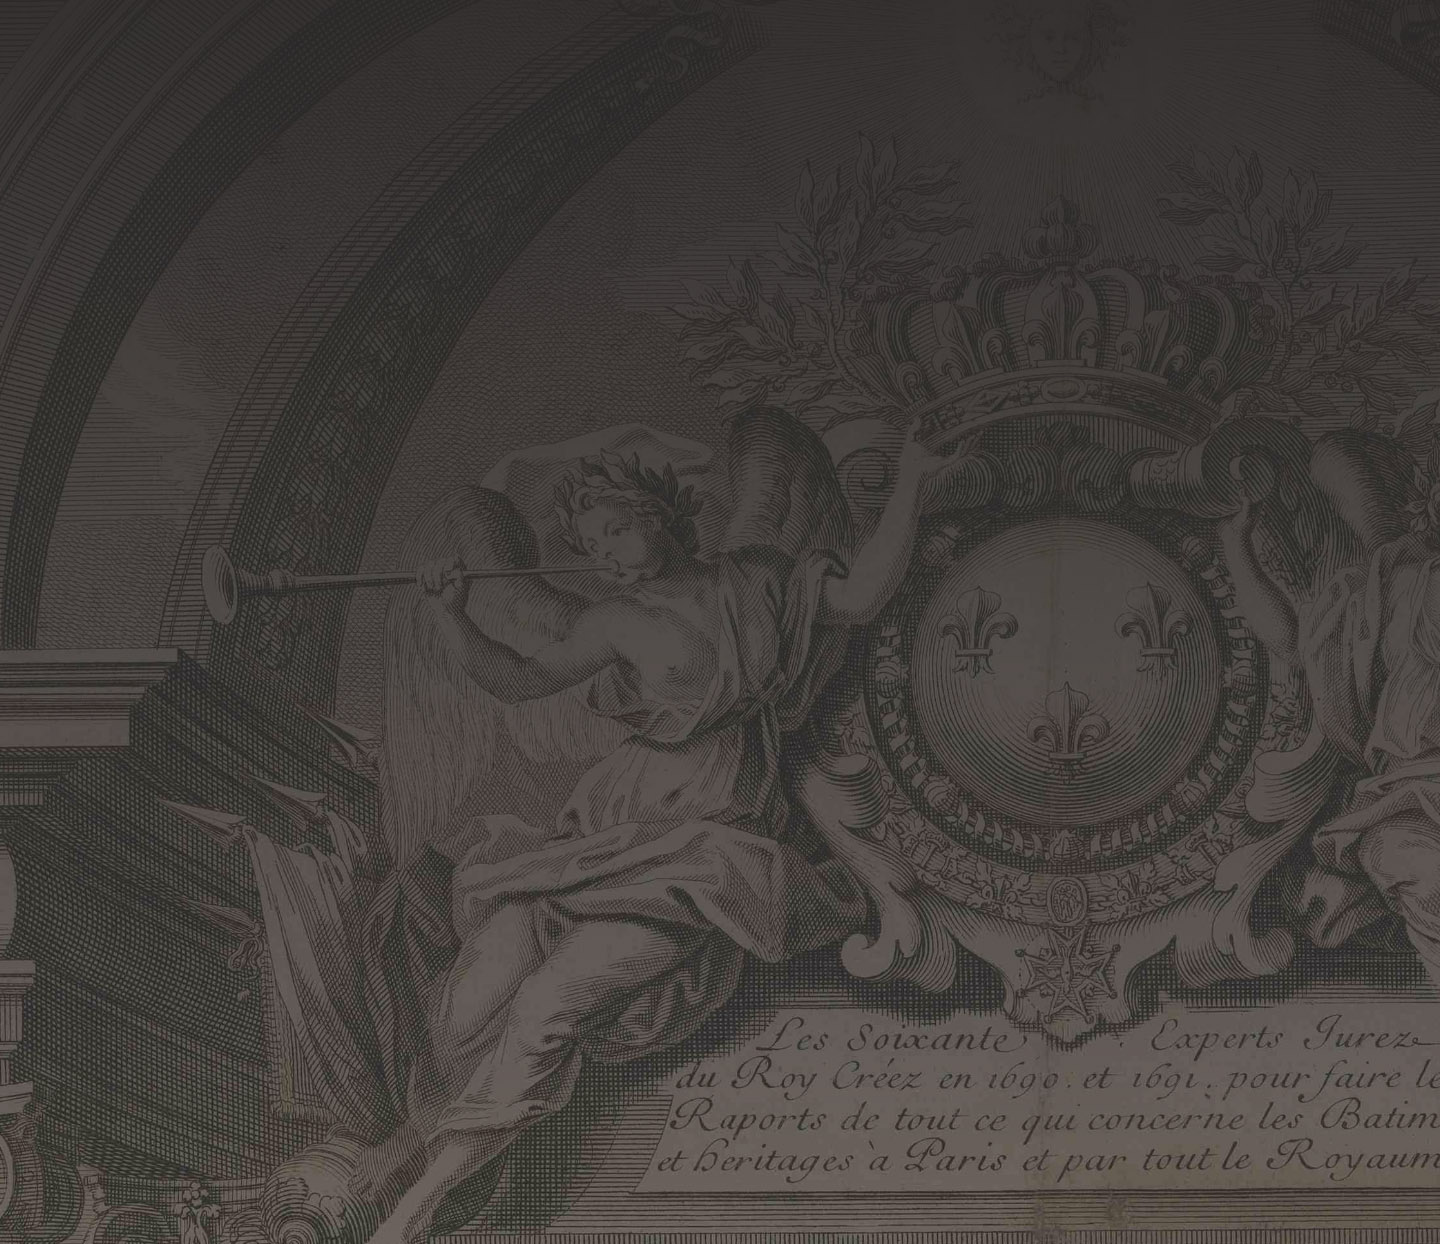 Les Soixante Experts Jurez
du Roy Créez en 1690. et 1691. pour faire le
Raports de tout ce qui concerne les Batim
et heritages à Paris et par tout le Royaum